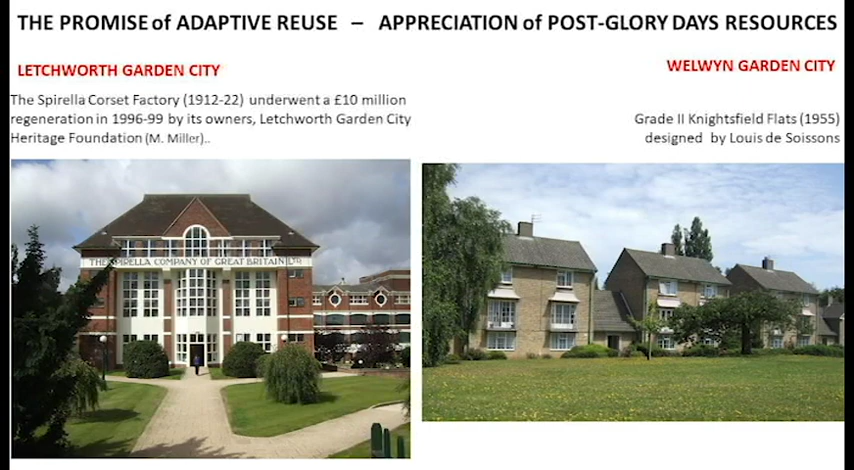 THE PROMISE of ADAPTIVE REUSE – APPRECIATION of POST-GLORY DAYS RESOURCES
LETCHWORTH GARDEN CITY
The Spirella Corset Factory (1912-22) underwent a £10 million
regeneration in 1996-99 by its owners, Letchworth Garden City
Heritage Foundation (M. Miller)..
WELWYN GARDEN CITY
Grade II Knightsfield Flats (1955)
designed by Louis de Soissons
THE SPIRELLA COMPANY OF GREAT BRITAIN LTD